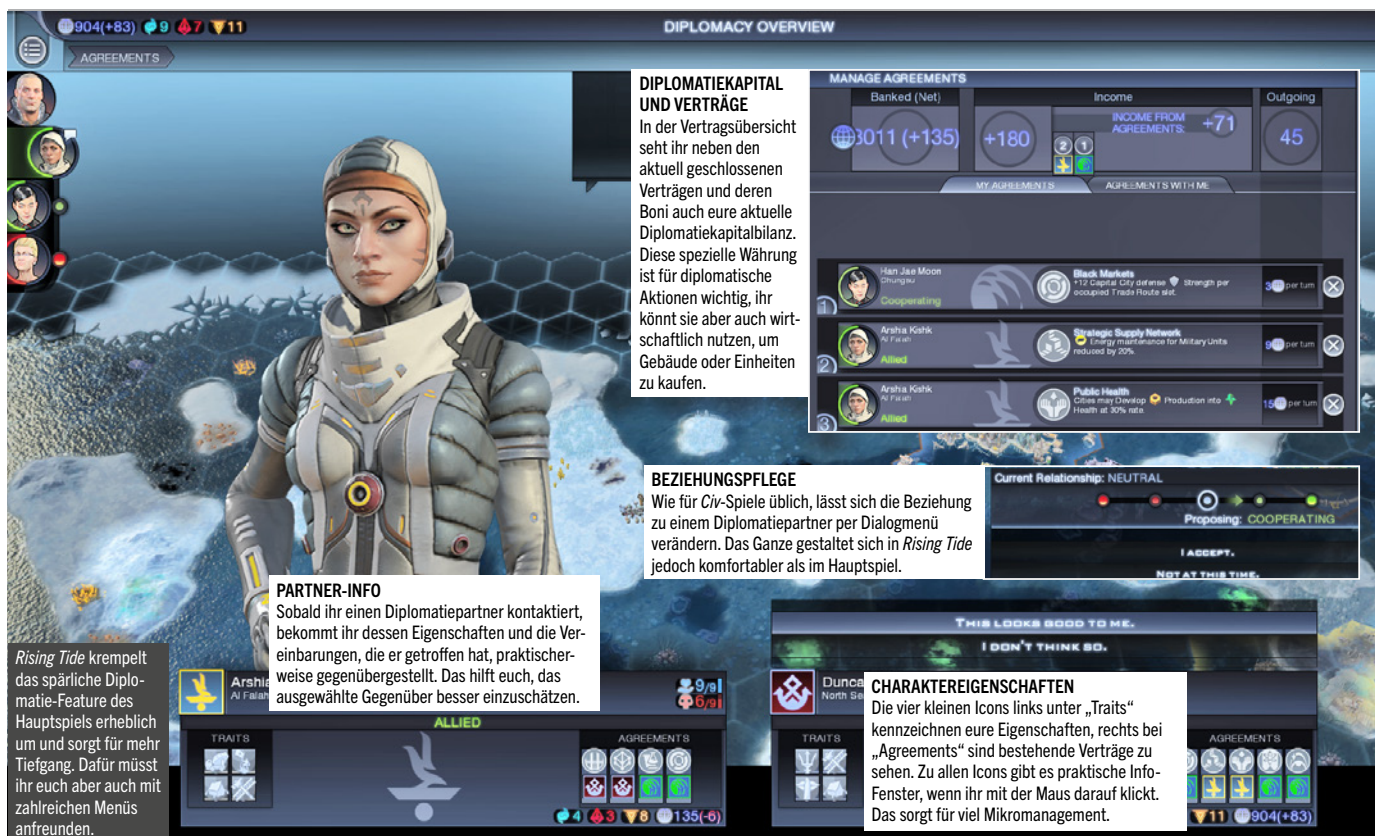 904(+83) 9 7 11
DIPLOMACY OVERVIEW
AGREEMENTS
DIPLOMATIEKAPITAL
UND VERTRÄGE
In der Vertragsübersicht
seht ihr neben den
aktuell geschlossenen
Verträgen und deren
Boni auch eure aktuelle
Diplomatiekapitalbilanz.
Diese spezielle Währung
ist für diplomatische
Aktionen wichtig, ihr
könnt sie aber auch wirt-
schaftlich nutzen, um
Gebäude oder Einheiten
zu kaufen.
MANAGE AGREEMENTS
Banked (Net)
Income
Outgoing
3011 (+135)
+180
INCOME FROM
AGREEMENTS:
+71
45
2 1
MY AGREEMENTS
AGREEMENTS WITH ME
1
Han Jae Moon
Chungsu
Cooperating
Black Markets
+12 Capital City defense Strength per
occupied Trade Route slot.
3 per turn
2
Arshia Kishk
Al Falah
Allied
Strategic Supply Network
Energy maintenance for Military Units
reduced by 20%.
9 per turn
3
Arshia Kishk
Al Falah
Allied
Public Health
Cities may Develop Production into
Health at 30% rate.
15 per turn
BEZIEHUNGSPFLEGE
Wie für Civ-Spiele üblich, lässt sich die Beziehung
zu einem Diplomatiepartner per Dialogmenü
verändern. Das Ganze gestaltet sich in Rising Tide
jedoch komfortabler als im Hauptspiel.
Current Relationship: NEUTRAL
Proposing: COOPERATING
I ACCEPT.
NOT AT THIS TIME.
PARTNER-INFO
Sobald ihr einen Diplomatiepartner kontaktiert,
bekommt ihr dessen Eigenschaften und die Ver-
einbarungen, die er getroffen hat, praktischer-
weise gegenübergestellt. Das hilft euch, das
ausgewählte Gegenüber besser einzuschätzen.
THIS LOOKS GOOD TO ME.
I DON'T THINK SO.
Rising Tide krempelt
das spärliche Diplo-
matie-Feature des
Hauptspiels erheblich
um und sorgt für mehr
Tiefgang. Dafür müsst
ihr euch aber auch mit
zahlreichen Menüs
anfreunden.
Arshia
Al Falah
9/9
6/9
ALLIED
TRAITS
AGREEMENTS
4 3 8 135(-6)
Dunca
North Se
TRAITS
AGREEMENTS
11 904(+83)
CHARAKTEREIGENSCHAFTEN
Die vier kleinen Icons links unter „Traits“
kennzeichnen eure Eigenschaften, rechts bei
„Agreements“ sind bestehende Verträge zu
sehen. Zu allen Icons gibt es praktische Info-
Fenster, wenn ihr mit der Maus darauf klickt.
Das sorgt für viel Mikromanagement.